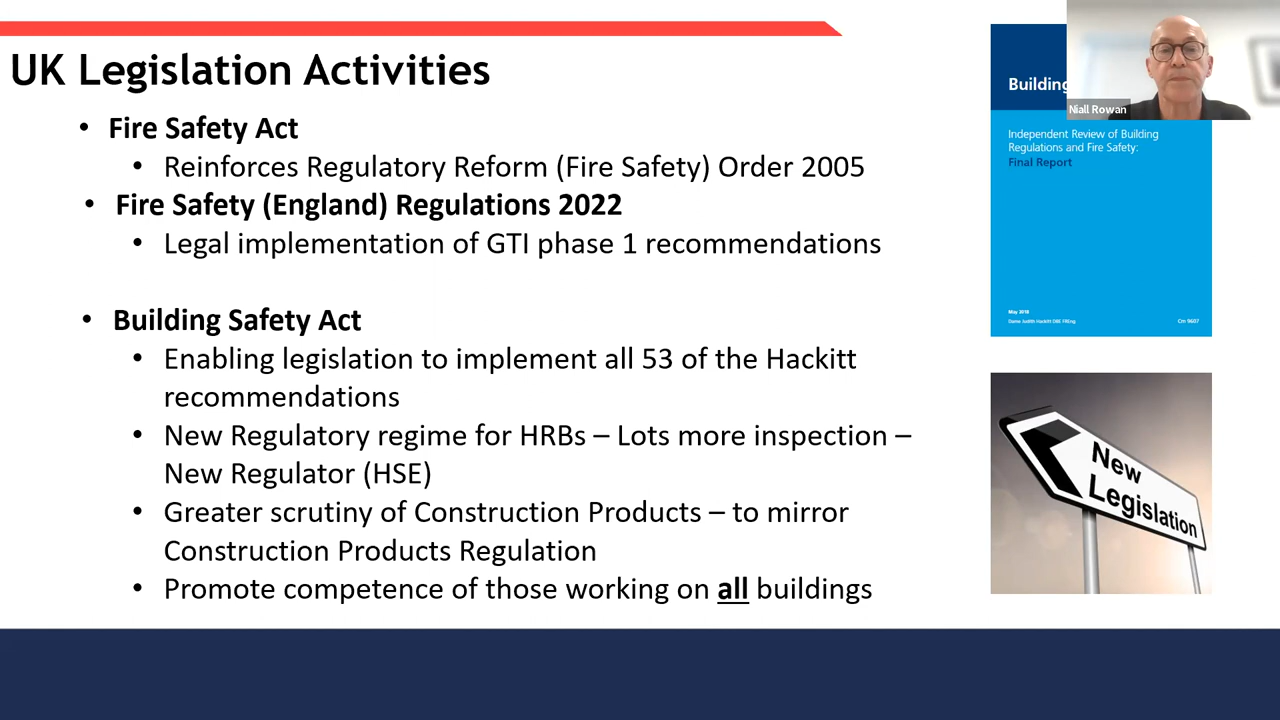 UK Legislation Activities
• Fire Safety Act
• Reinforces Regulatory Reform (Fire Safety) Order 2005
• Fire Safety (England) Regulations 2022
• Legal implementation of GTI phase 1 recommendations
• Building Safety Act
• Enabling legislation to implement all 53 of the Hackitt
recommendations
• New Regulatory regime for HRBs – Lots more inspection –
New Regulator (HSE)
• Greater scrutiny of Construction Products – to mirror
Construction Products Regulation
• Promote competence of those working on all buildings
Building
Niall Rowan
Independent Review of Building
Regulations and Fire Safety:
Final Report
May 2018
Dame Judith Hackitt DBE FREng
Cm 9607
New
Legislation